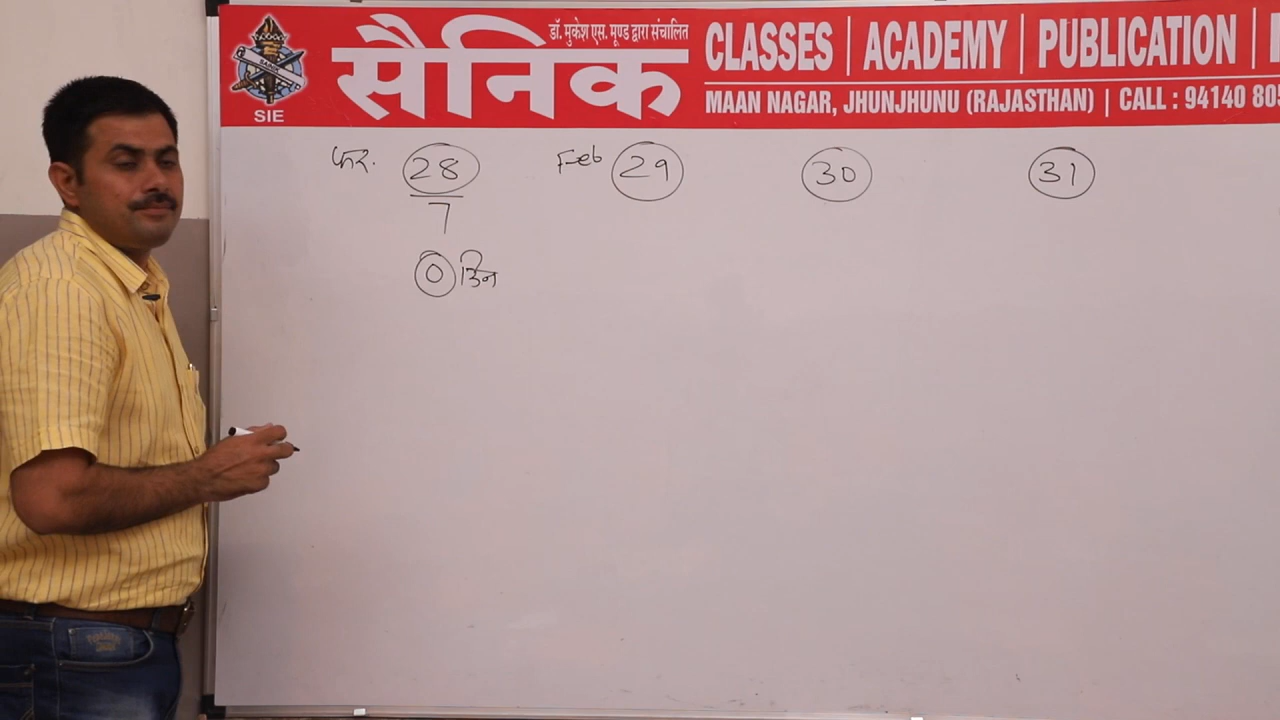 डॉ. मुकेश एस. मूण्ड द्वारा संचालित
सैनिक
CLASSES | ACADEMY | PUBLICATION |
MAAN NAGAR, JHUNJHUNU (RAJASTHAN) | CALL : 94140 80
SAINIK
SIE
फर. 28 Feb 29 30 31
7
0 दिन